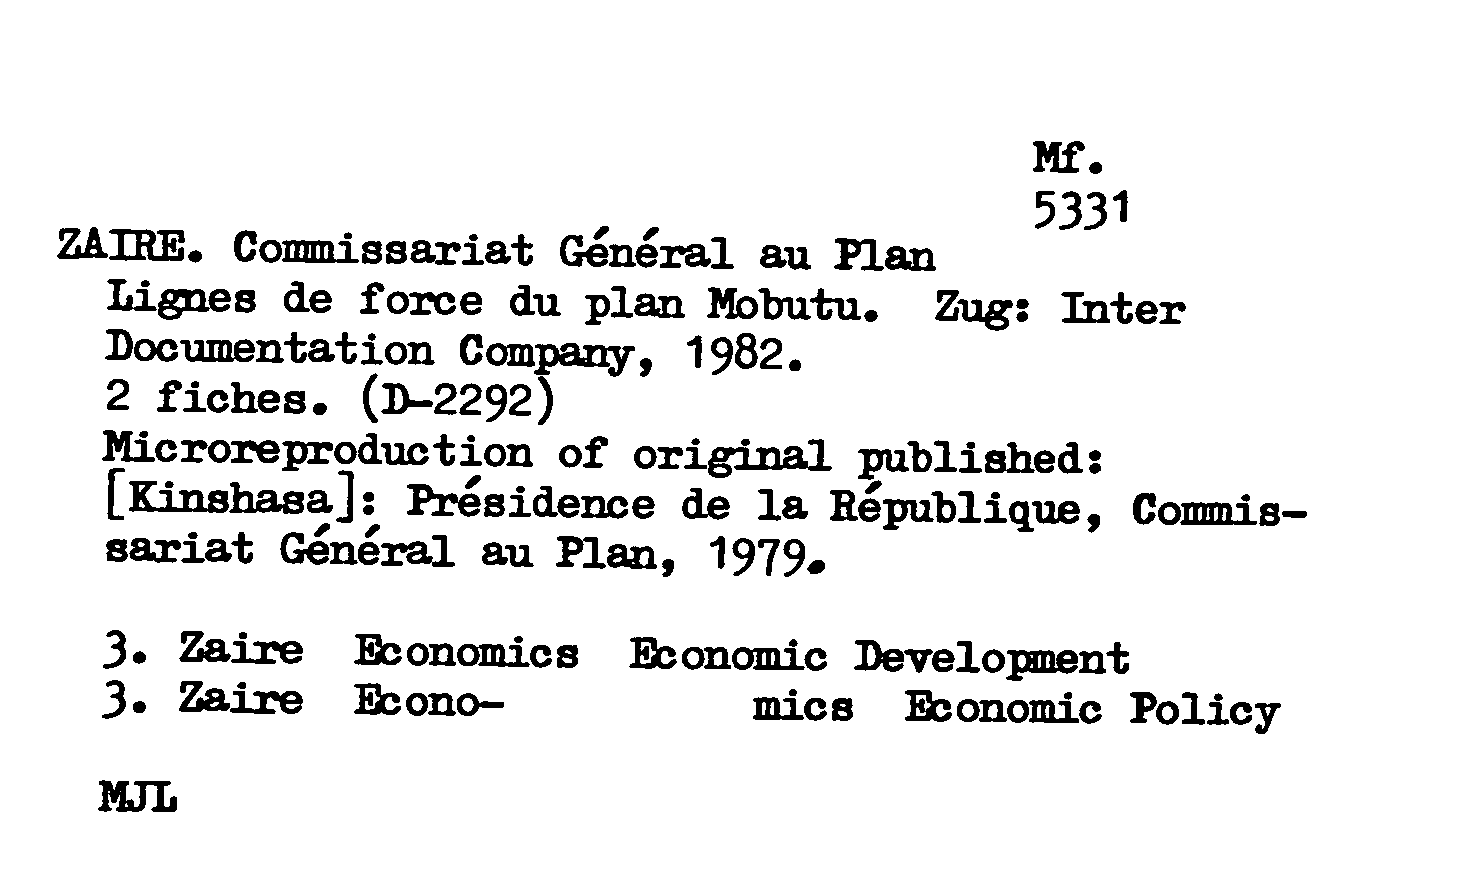 Mf.
5331
ZAIRE. Commissariat Général au Plan
Lignes de force du plan Mobutu. Zug: Inter
Documentation Company, 1982.
2 fiches. (D-2292)
Microreproduction of original published:
[Kinshasa]: Présidence de la République, Commis-
sariat Général au Plan, 1979.
3. Zaire Economics Economic Development
3. Zaire Econo- mics Economic Policy
MJL